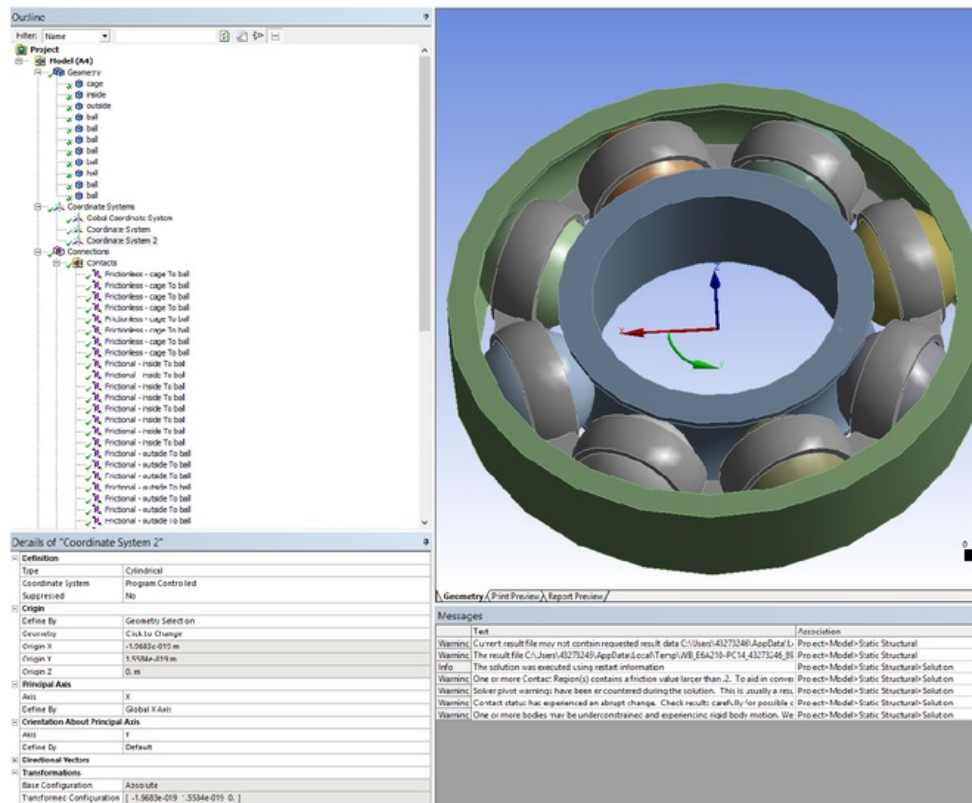 Outline
Filter: Name
Project
Model (A4)
Geometry
cage
inside
outside
ball
ball
ball
ball
ball
ball
ball
ball
Coordinate Systems
Global Coordinate System
Coordinate System
Coordinate System 2
Connections
Contacts
Frictionless - cage To ball
Frictionless - cage To ball
Frictionless - cage To ball
Frictionless - cage To ball
Frictionless - cage To ball
Frictionless - cage To ball
Frictionless - cage To ball
Frictionless - cage To ball
Frictional - inside To ball
Frictional - inside To ball
Frictional - inside To ball
Frictional - inside To ball
Frictional - inside To ball
Frictional - inside To ball
Frictional - inside To ball
Frictional - inside To ball
Frictional - outside To ball
Frictional - outside To ball
Frictional - outside To ball
Frictional - outside To ball
Frictional - outside To ball
Frictional - outside To ball
Frictional - outside To ball
Details of "Coordinate System 2"
Definition
Type Cylindrical
Coordinate System Program Controlled
Suppressed No
Origin
Define By Geometry Selection
Geometry Click to Change
Origin X -1.9683e-019 m
Origin Y 1.5584e-019 m
Origin Z 0. m
Principal Axis
Axis X
Define By Global X Axis
Orientation About Principal Axis
Axis Y
Define By Default
Directional Vectors
Transformations
Base Configuration Absolute
Transformed Configuration [ -1.9683e-019 1.5584e-019 0. ]
X
Z
0
Geometry Print Preview Report Preview
Messages
Text Association
Warning Current result file may not contain requested result data Project>Model>Static Structural
Warning The result file Project>Model>Static Structural
Info The solution was executed using restart information Project>Model>Static Structural>Solution
Warning One or more Contact Region(s) contains a friction value larger than .2. To aid in conver Project>Model>Static Structural>Solution
Warning Solver pivot warnings have been encountered during the solution. This is usually a resu Project>Model>Static Structural>Solution
Warning Contact status has experienced an abrupt change. Check results carefully for possible c Project>Model>Static Structural>Solution
Warning One or more bodies may be underconstrained and experiencing rigid body motion. We Project>Model>Static Structural>Solution